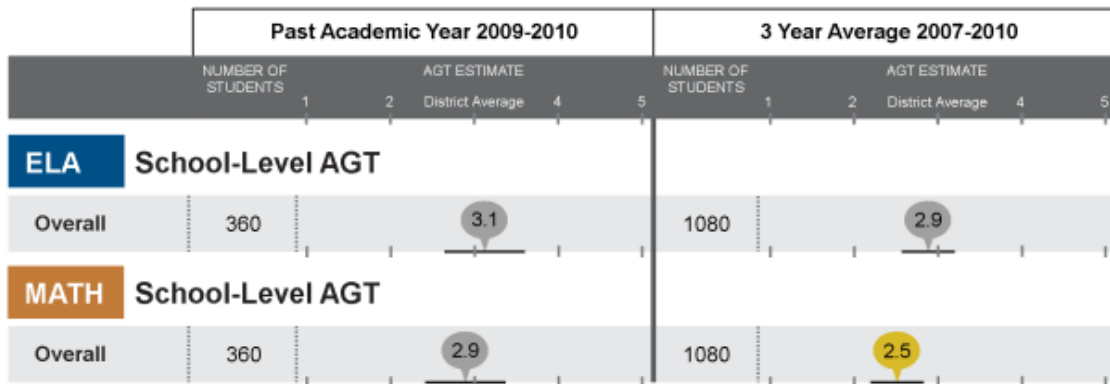 Past Academic Year 2009-2010 3 Year Average 2007-2010
NUMBER OF STUDENTS AGT ESTIMATE NUMBER OF STUDENTS AGT ESTIMATE
1 2 District Average 4 5 1 2 District Average 4 5
ELA School-Level AGT
Overall 360 3.1 1080 2.9
MATH School-Level AGT
Overall 360 2.9 1080 2.5